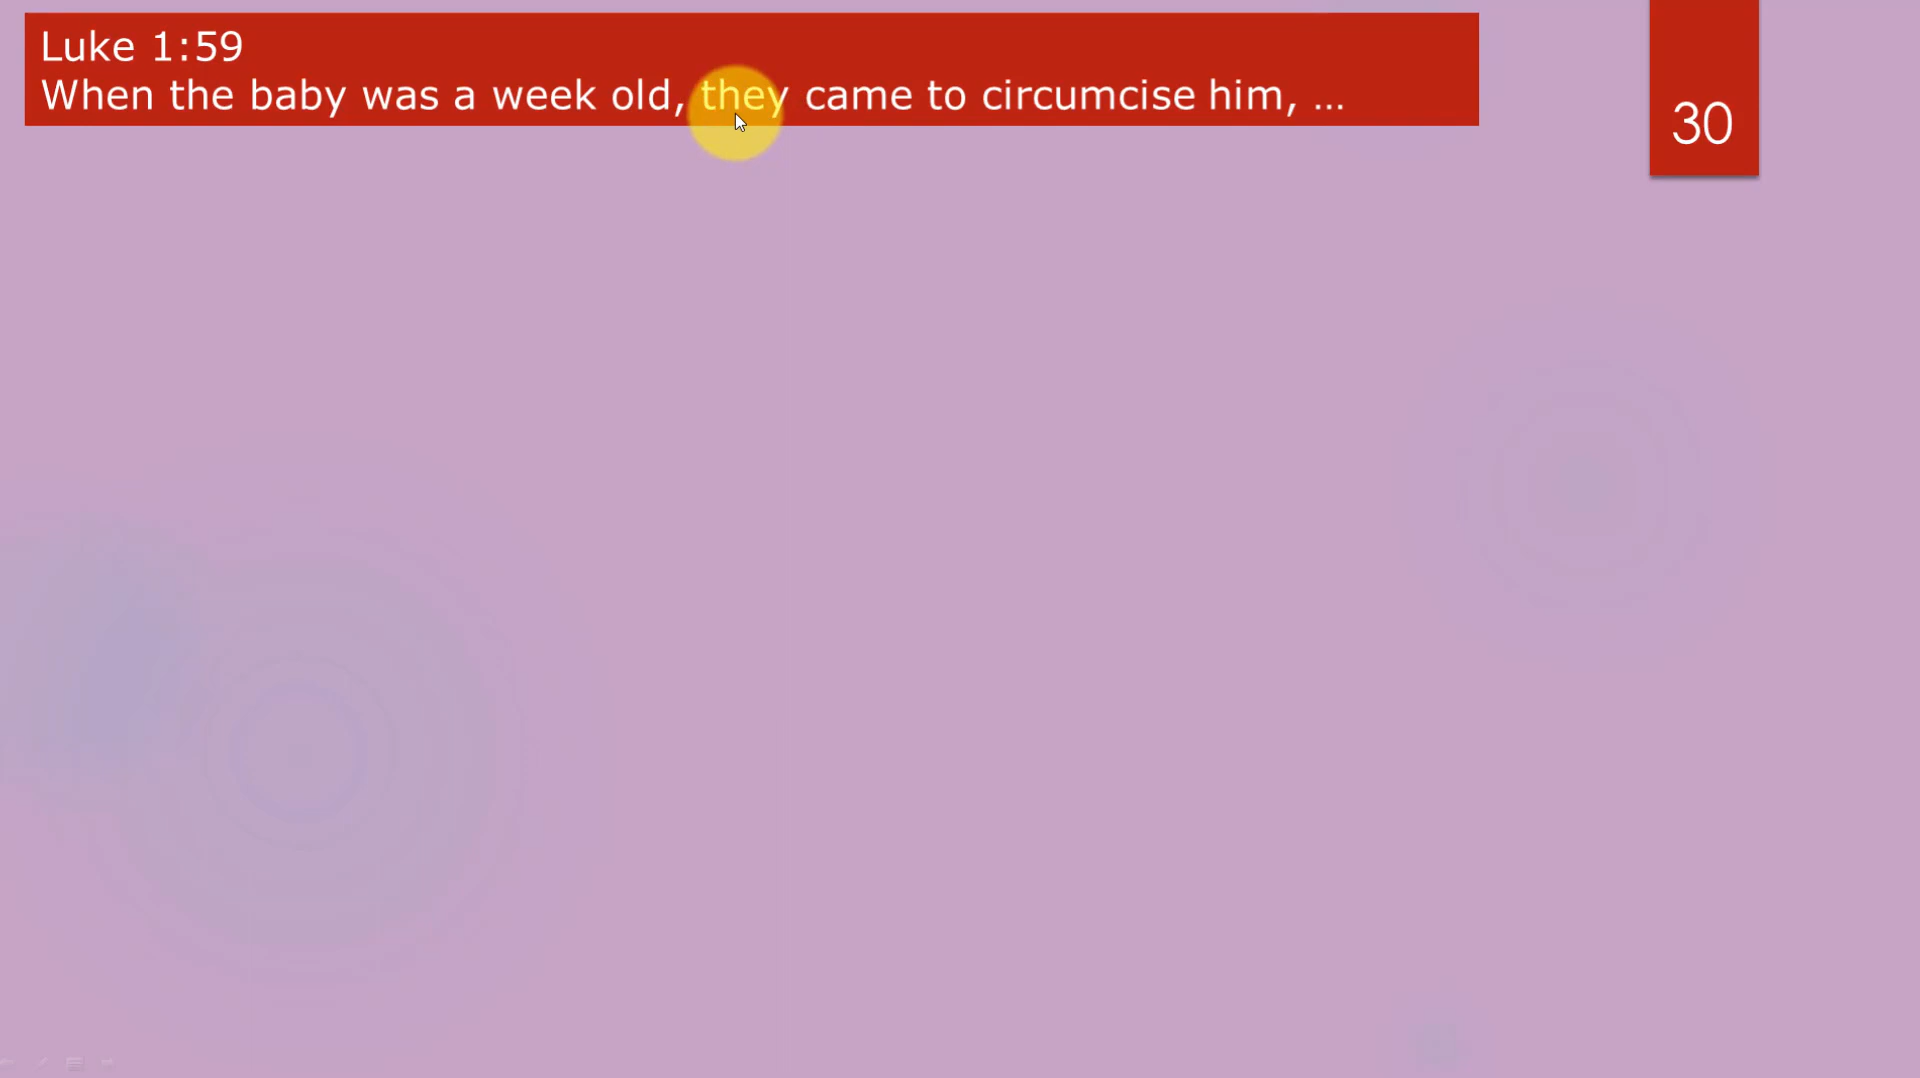 Luke 1:59
When the baby was a week old, they came to circumcise him, …
30